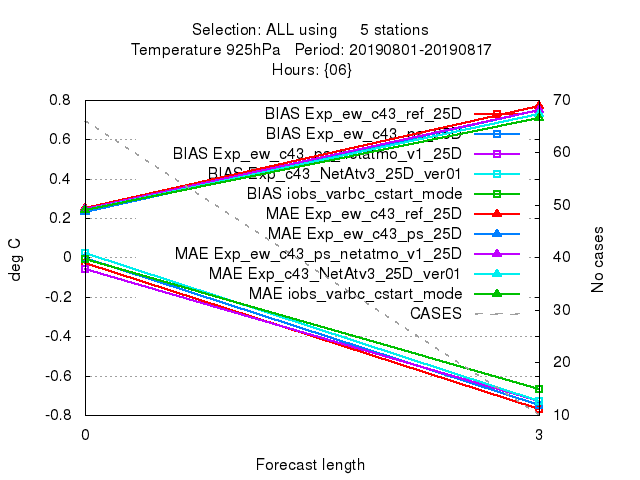 Selection: ALL using 5 stations
Temperature 925hPa Period: 20190801-20190817
Hours: {06}
0.8
0.6
0.4
0.2
0
-0.2
-0.4
-0.6
-0.8
deg C
70
60
50
40
30
20
10
No cases
BIAS Exp_ew_c43_ref_25D
BIAS Exp_ew_c43_ps_25D
BIAS Exp_ew_c43_ps_netatmo_v1_25D
BIAS Exp_c43_NetAtv3_25D_ver01
BIAS iobs_varbc_cstart_mode
MAE Exp_ew_c43_ref_25D
MAE Exp_ew_c43_ps_25D
MAE Exp_ew_c43_ps_netatmo_v1_25D
MAE Exp_c43_NetAtv3_25D_ver01
MAE iobs_varbc_cstart_mode
CASES
0 3
Forecast length